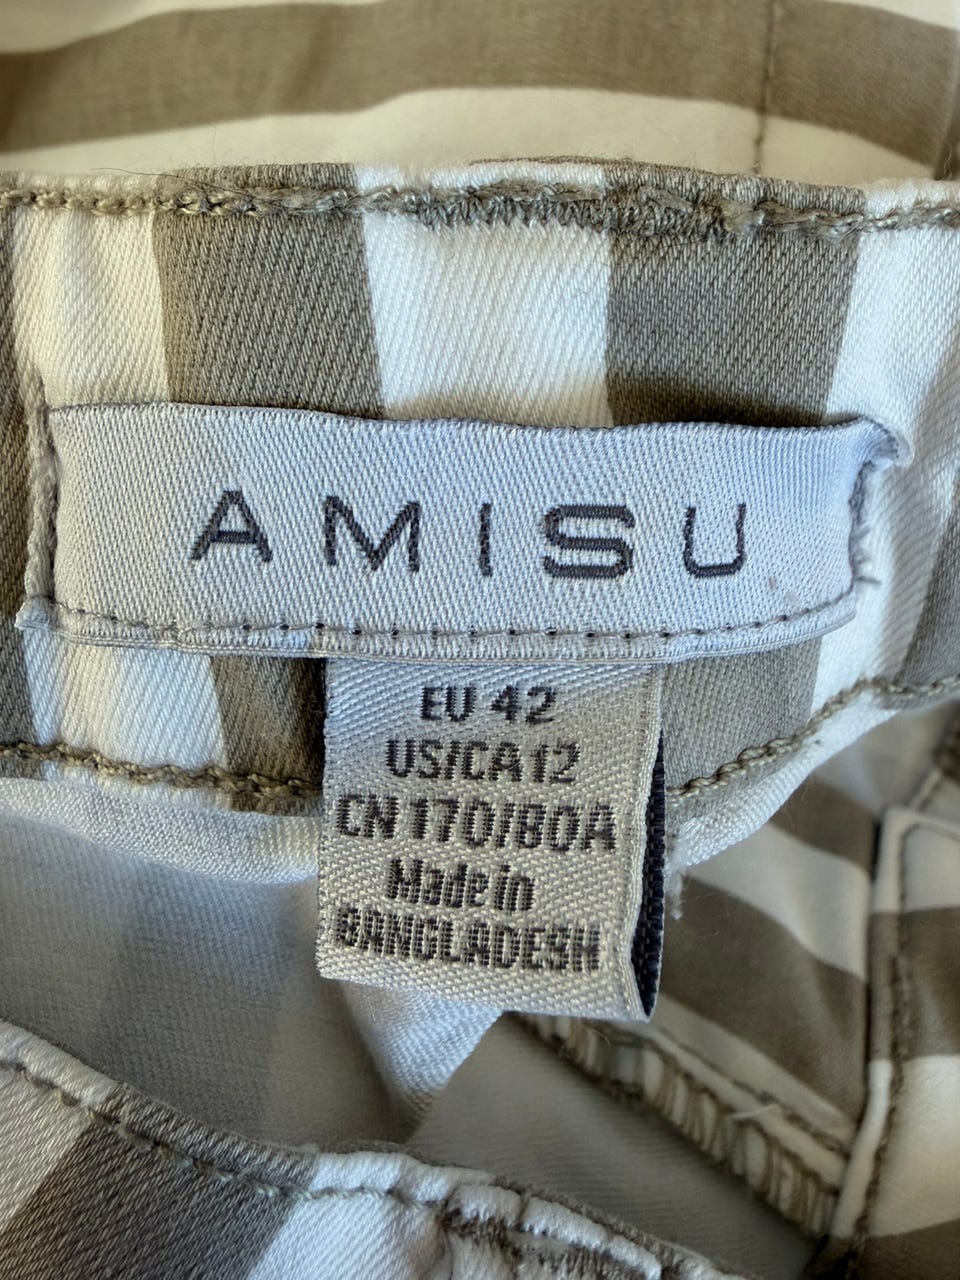 AMISU
EU 42
US/CA 12
CN 170/80A
Made in
BANGLADESH